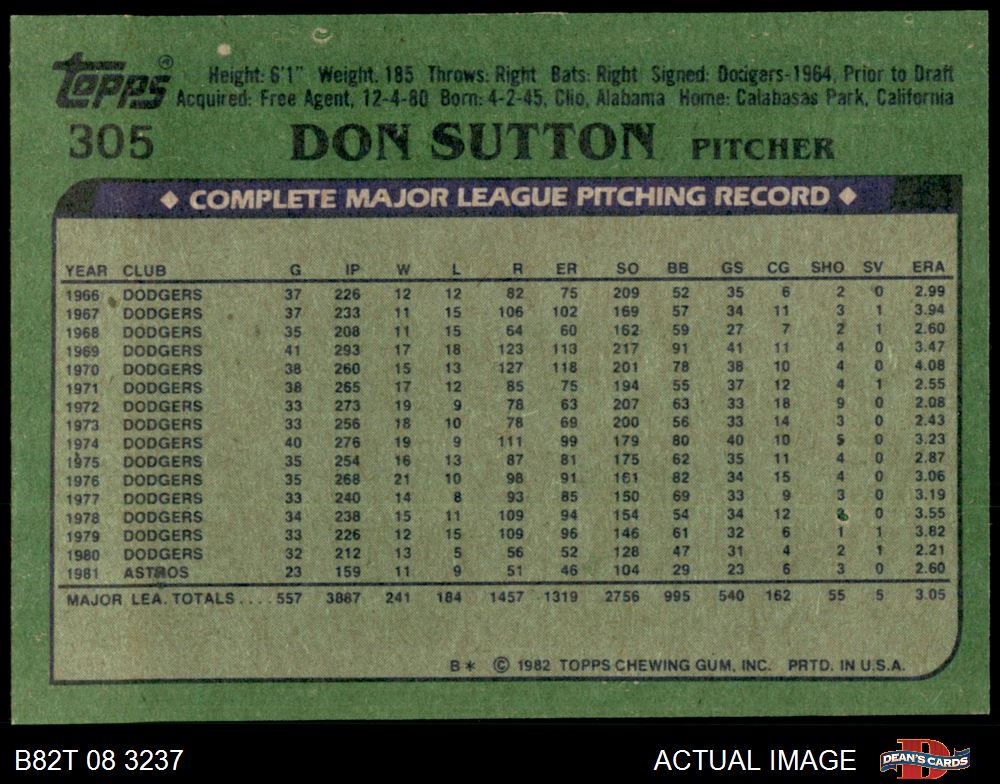 Topps®
Height: 6'1" Weight. 185 Throws: Right Bats: Right Signed: Dodgers-1964, Prior to Draft
Acquired: Free Agent, 12-4-80 Born: 4-2-45, Clio, Alabama Home: Calabasas Park, California
305 DON SUTTON PITCHER
◆ COMPLETE MAJOR LEAGUE PITCHING RECORD ◆
YEAR CLUB G IP W L R ER SO BB GS CG SHO SV ERA
1966 DODGERS 37 226 12 12 82 75 209 52 35 6 2 0 2.99
1967 DODGERS 37 233 11 15 106 102 169 57 34 11 3 1 3.94
1968 DODGERS 35 208 11 15 64 60 162 59 27 7 2 1 2.60
1969 DODGERS 41 293 17 18 123 113 217 91 41 11 4 0 3.47
1970 DODGERS 38 260 15 13 127 118 201 78 38 10 4 0 4.08
1971 DODGERS 38 265 17 12 85 75 194 55 37 12 4 1 2.55
1972 DODGERS 33 273 19 9 78 63 207 63 33 18 9 0 2.08
1973 DODGERS 33 256 18 10 78 69 200 56 33 14 3 0 2.43
1974 DODGERS 40 276 19 9 111 99 179 80 40 10 5 0 3.23
1975 DODGERS 35 254 16 13 87 81 175 62 35 11 4 0 2.87
1976 DODGERS 35 268 21 10 98 91 161 82 34 15 4 0 3.06
1977 DODGERS 33 240 14 8 93 85 150 69 33 9 3 0 3.19
1978 DODGERS 34 238 15 11 109 94 154 54 34 12 0 3.55
1979 DODGERS 33 226 12 15 109 96 146 61 32 6 1 1 3.82
1980 DODGERS 32 212 13 5 56 52 128 47 31 4 2 1 2.21
1981 ASTROS 23 159 11 9 51 46 104 29 23 6 3 0 2.60
MAJOR LEA. TOTALS .... 557 3887 241 184 1457 1319 2756 995 540 162 55 5 3.05
B* © 1982 TOPPS CHEWING GUM, INC. PRTD. IN U.S.A.
B82T 08 3237 ACTUAL IMAGE DEAN'S CARDS